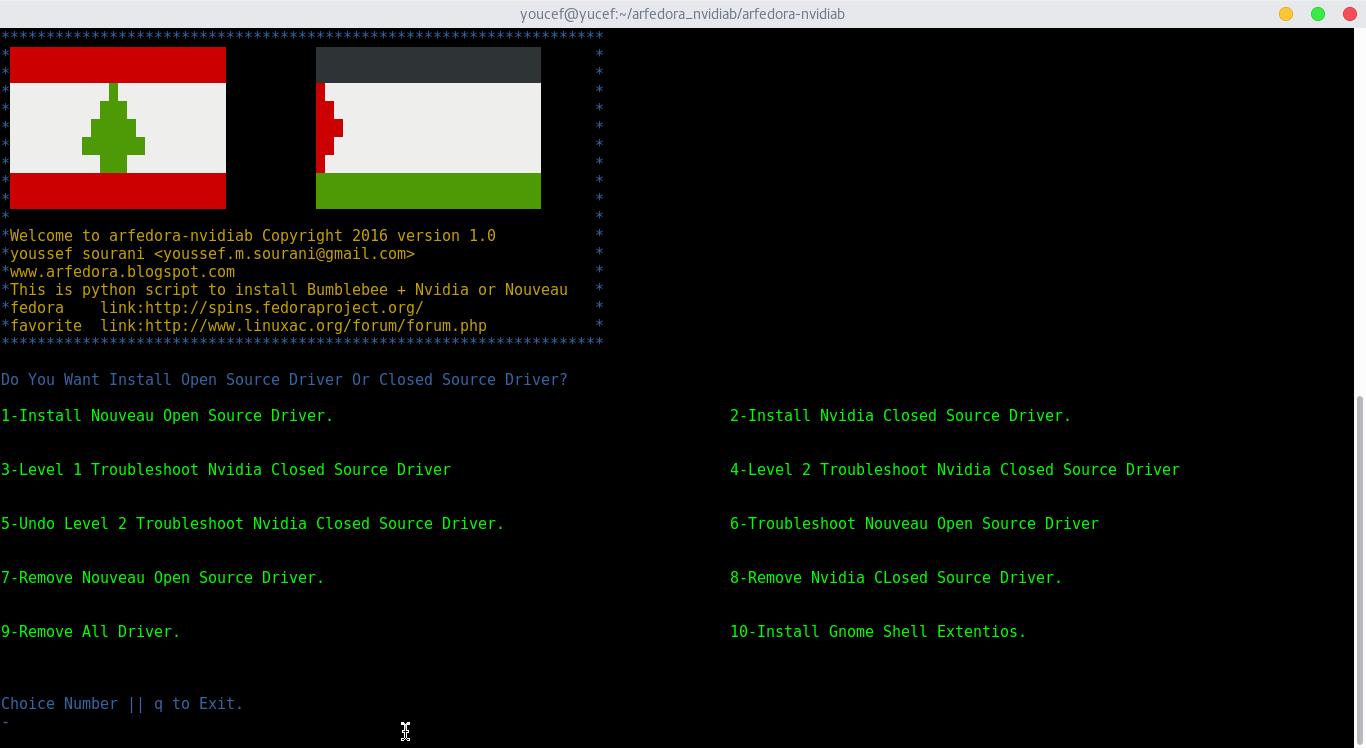 youcef@yucef:~/arfedora_nvidiab/arfedora-nvidiab
*******************************************************************
* *
* *
* *
* *
* *
* *
* *
* *
* *
* *
*Welcome to arfedora-nvidiab Copyright 2016 version 1.0 *
*youssef sourani <youssef.m.sourani@gmail.com> *
*www.arfedora.blogspot.com *
*This is python script to install Bumblebee + Nvidia or Nouveau *
*fedora link:http://spins.fedoraproject.org/ *
*favorite link:http://www.linuxac.org/forum/forum.php *
*******************************************************************
Do You Want Install Open Source Driver Or Closed Source Driver?
1-Install Nouveau Open Source Driver. 2-Install Nvidia Closed Source Driver.
3-Level 1 Troubleshoot Nvidia Closed Source Driver 4-Level 2 Troubleshoot Nvidia Closed Source Driver
5-Undo Level 2 Troubleshoot Nvidia Closed Source Driver. 6-Troubleshoot Nouveau Open Source Driver
7-Remove Nouveau Open Source Driver. 8-Remove Nvidia CLosed Source Driver.
9-Remove All Driver. 10-Install Gnome Shell Extentios.
Choice Number || q to Exit.
-